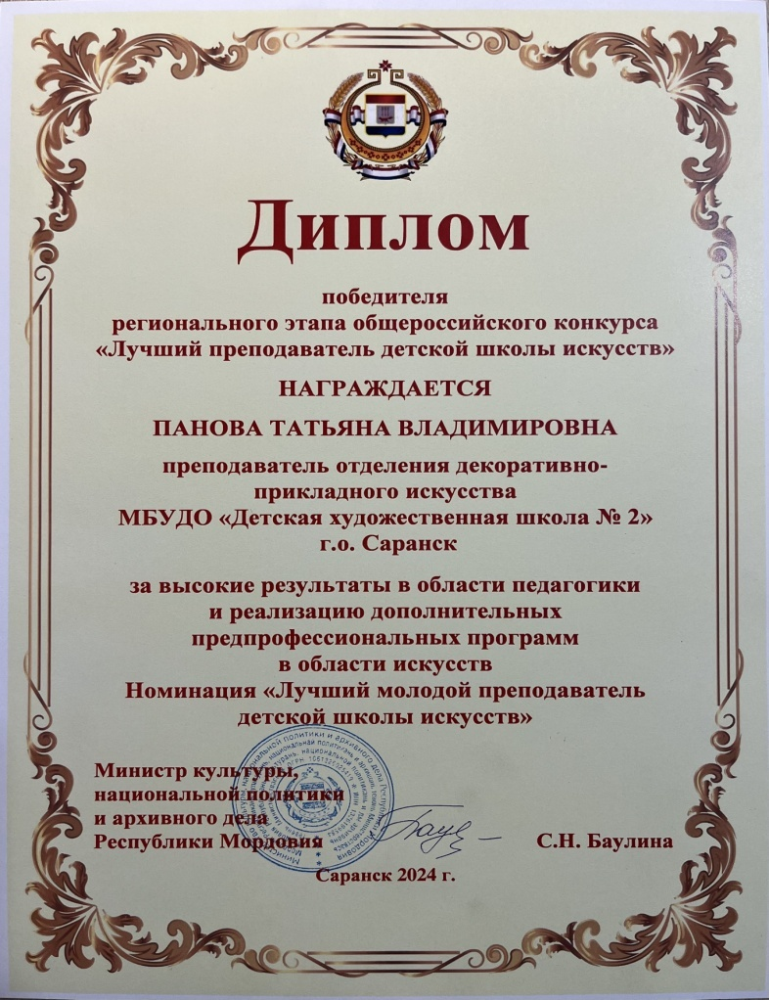 Диплом
победителя
регионального этапа общероссийского конкурса
«Лучший преподаватель детской школы искусств»
НАГРАЖДАЕТСЯ
ПАНОВА ТАТЬЯНА ВЛАДИМИРОВНА
преподаватель отделения декоративно-
прикладного искусства
МБУДО «Детская художественная школа № 2»
г.о. Саранск
за высокие результаты в области педагогики
и реализацию дополнительных
предпрофессиональных программ
в области искусств
Номинация «Лучший молодой преподаватель
детской школы искусств»
Министр культуры,
национальной политики
и архивного дела
Республики Мордовия
С.Н. Баулина
Саранск 2024 г.